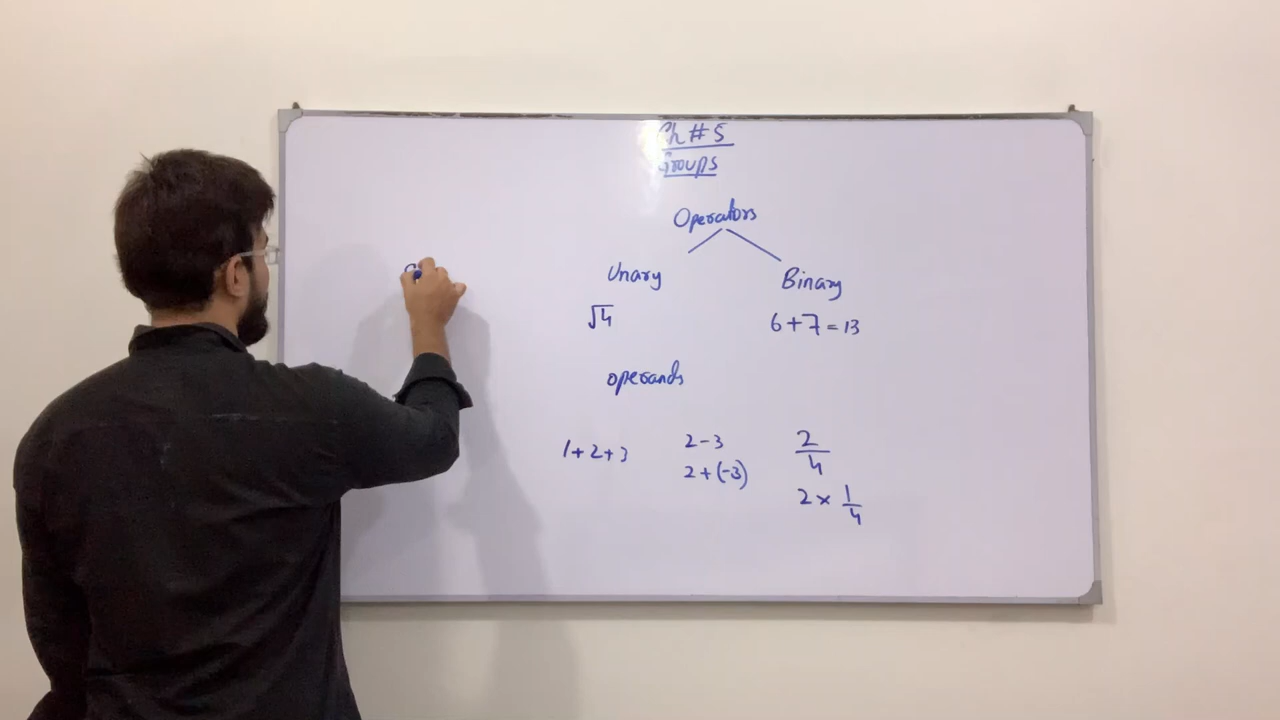 Ch # 5
Groups
Operators
Unary Binary
√4 6+7=13
operands
1+2+3
2-3
2+(-3)
2/4
2 × 1/4